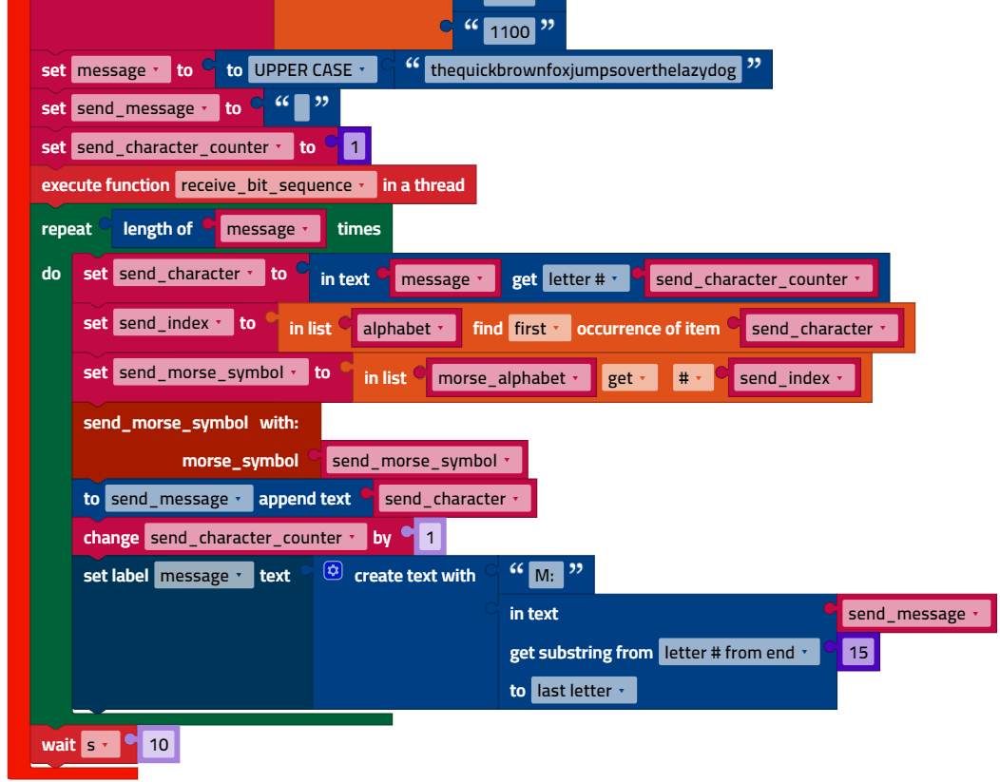 “ 1100 ”
set message to to UPPER CASE “ thequickbrownfoxjumpsoverthelazydog ”
set send_message to “ ”
set send_character_counter to 1
execute function receive_bit_sequence in a thread
repeat length of message times
do set send_character to in text message get letter # send_character_counter
set send_index to in list alphabet find first occurrence of item send_character
set send_morse_symbol to in list morse_alphabet get # send_index
send_morse_symbol with:
morse_symbol send_morse_symbol
to send_message append text send_character
change send_character_counter by 1
set label message text create text with “ M: ”
in text send_message
get substring from letter # from end 15
to last letter
wait s 10